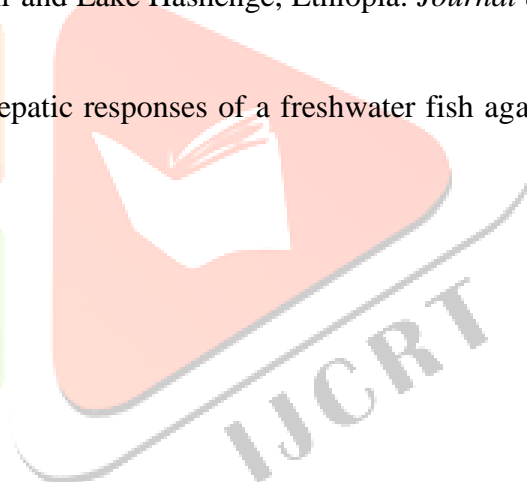 and Lake Hashenge, Ethiopia. Journal
epatic responses of a freshwater fish aga
IJCRT